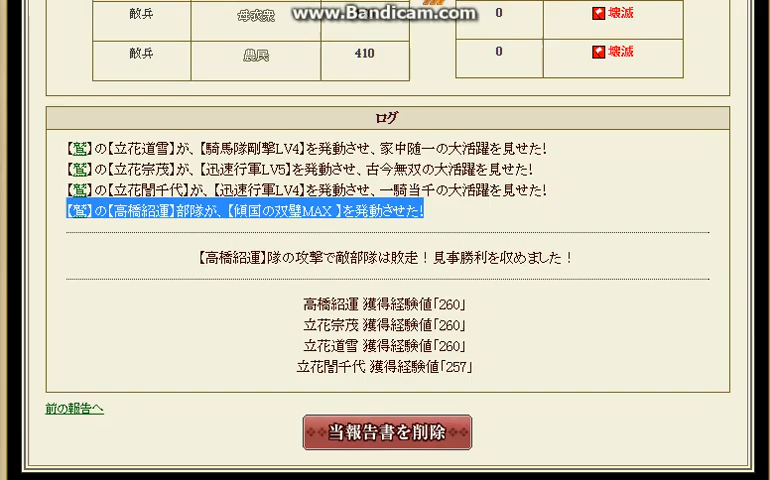 www.Bandicam.com
敵兵 母衣衆 0 壊滅
敵兵 農民 410 0 壊滅
ログ
【鷲】の【立花道雪】が、【騎馬隊剛撃LV4】を発動させ、家中随一の大活躍を見せた!
【鷲】の【立花宗茂】が、【迅速行軍LV5】を発動させ、古今無双の大活躍を見せた!
【鷲】の【立花誾千代】が、【迅速行軍LV4】を発動させ、一騎当千の大活躍を見せた!
【鷲】の【高橋紹運】部隊が、【傾国の双璧MAX 】を発動させた!
【高橋紹運】隊の攻撃で敵部隊は敗走！見事勝利を収めました！
高橋紹運 獲得経験値「260」
立花宗茂 獲得経験値「260」
立花道雪 獲得経験値「260」
立花誾千代 獲得経験値「257」
前の報告へ
当報告書を削除